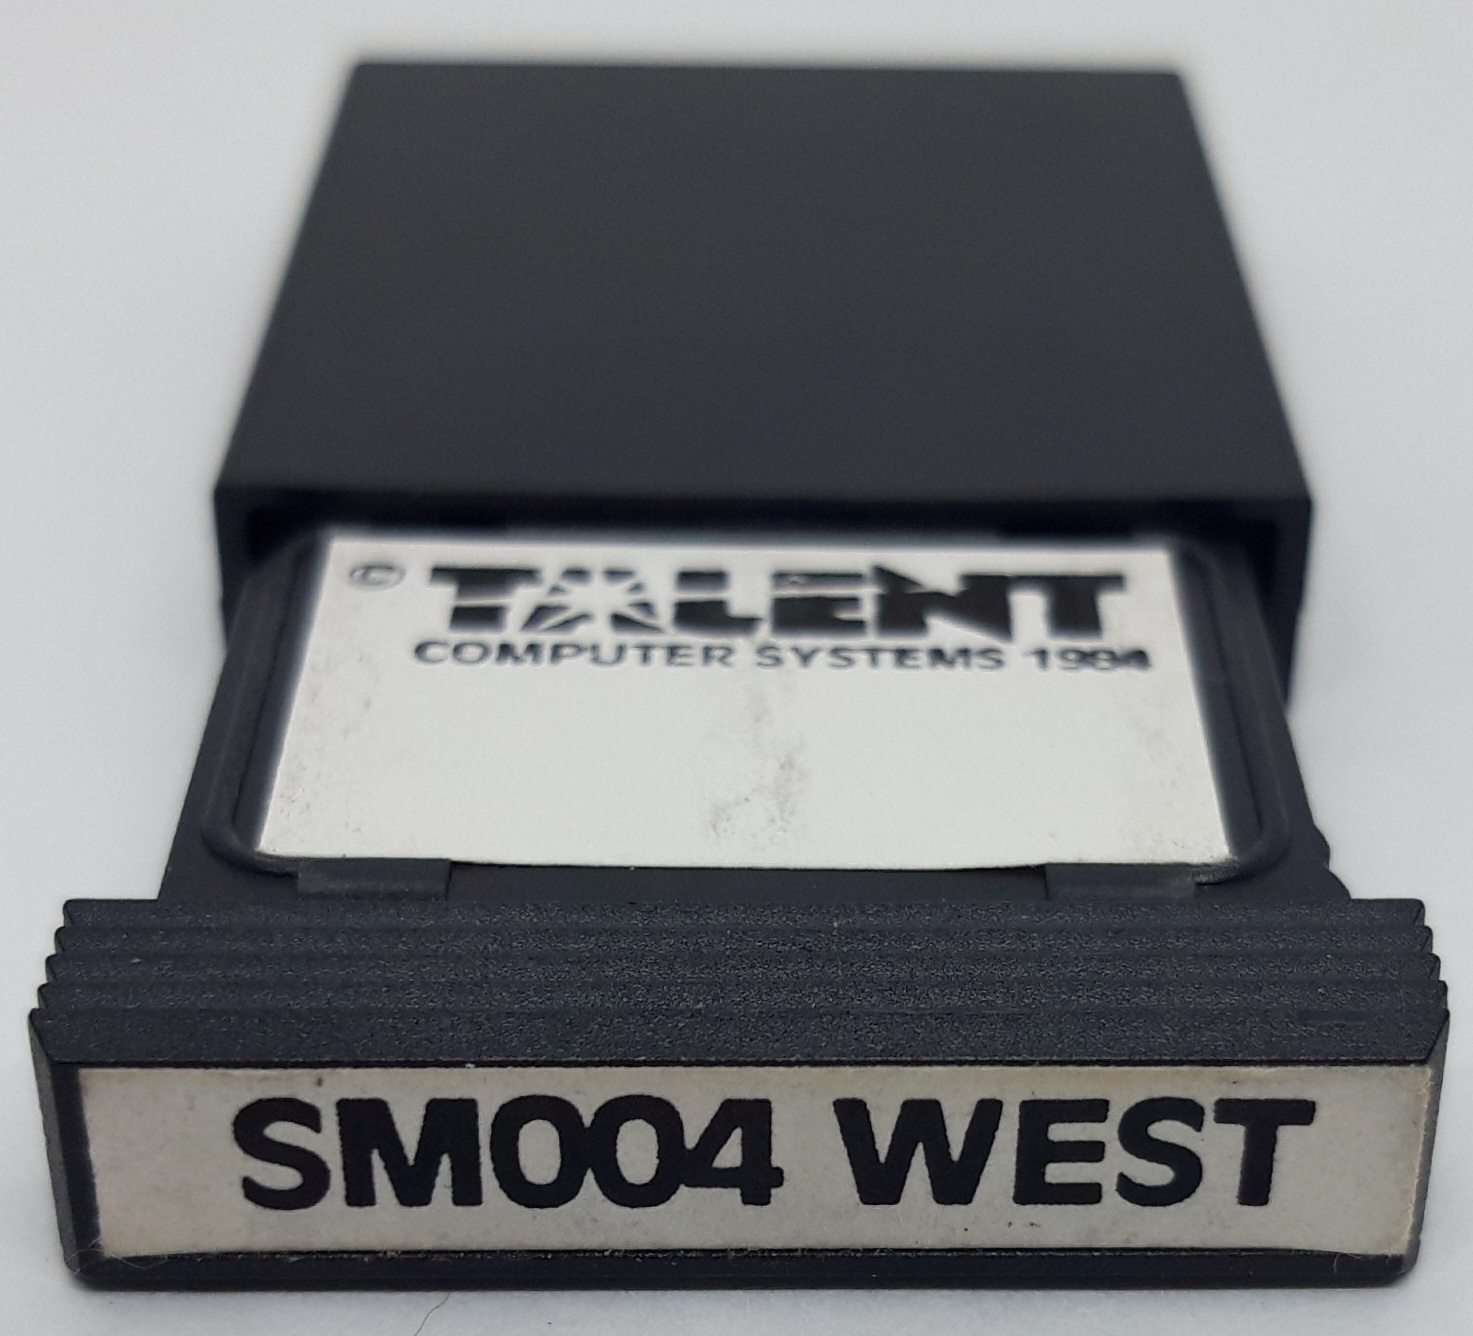 © TALENT
COMPUTER SYSTEMS 1984
SM004 WEST